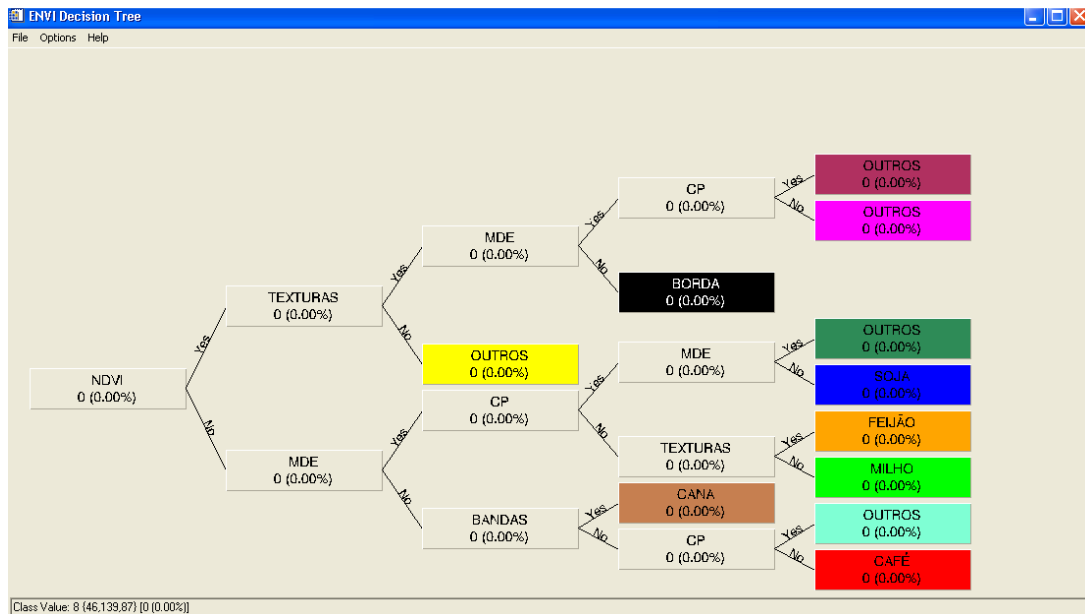 ENVI Decision Tree
File Options Help
OUTROS
0 (0.00%)
Yes
CP
0 (0.00%)
No
OUTROS
0 (0.00%)
Yes
MDE
0 (0.00%)
No
BORDA
0 (0.00%)
Yes
TEXTURAS
0 (0.00%)
No
OUTROS
0 (0.00%)
Yes
NDVI
0 (0.00%)
No
OUTROS
0 (0.00%)
Yes
MDE
0 (0.00%)
No
SOJA
0 (0.00%)
Yes
CP
0 (0.00%)
No
FEIJÃO
0 (0.00%)
Yes
TEXTURAS
0 (0.00%)
No
MILHO
0 (0.00%)
Yes
MDE
0 (0.00%)
No
CANA
0 (0.00%)
Yes
BANDAS
0 (0.00%)
No
OUTROS
0 (0.00%)
Yes
CP
0 (0.00%)
No
CAFÉ
0 (0.00%)
Class Value: 8 {46,139,87} [0 (0.00%)]